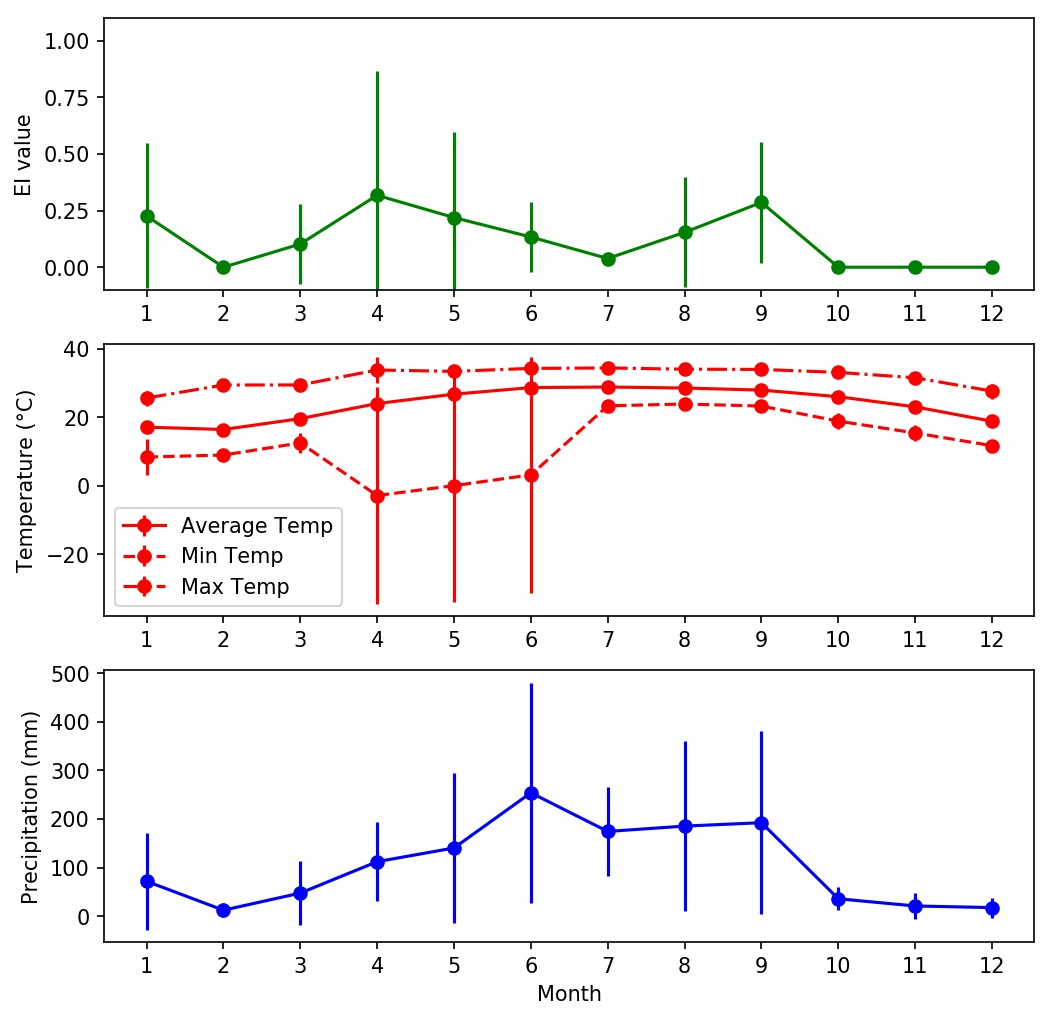 1.00
0.75
0.50
0.25
0.00
EI value
1 2 3 4 5 6 7 8 9 10 11 12
40
20
0
−20
Temperature (°C)
Average Temp
Min Temp
Max Temp
1 2 3 4 5 6 7 8 9 10 11 12
500
400
300
200
100
0
Precipitation (mm)
1 2 3 4 5 6 7 8 9 10 11 12
Month